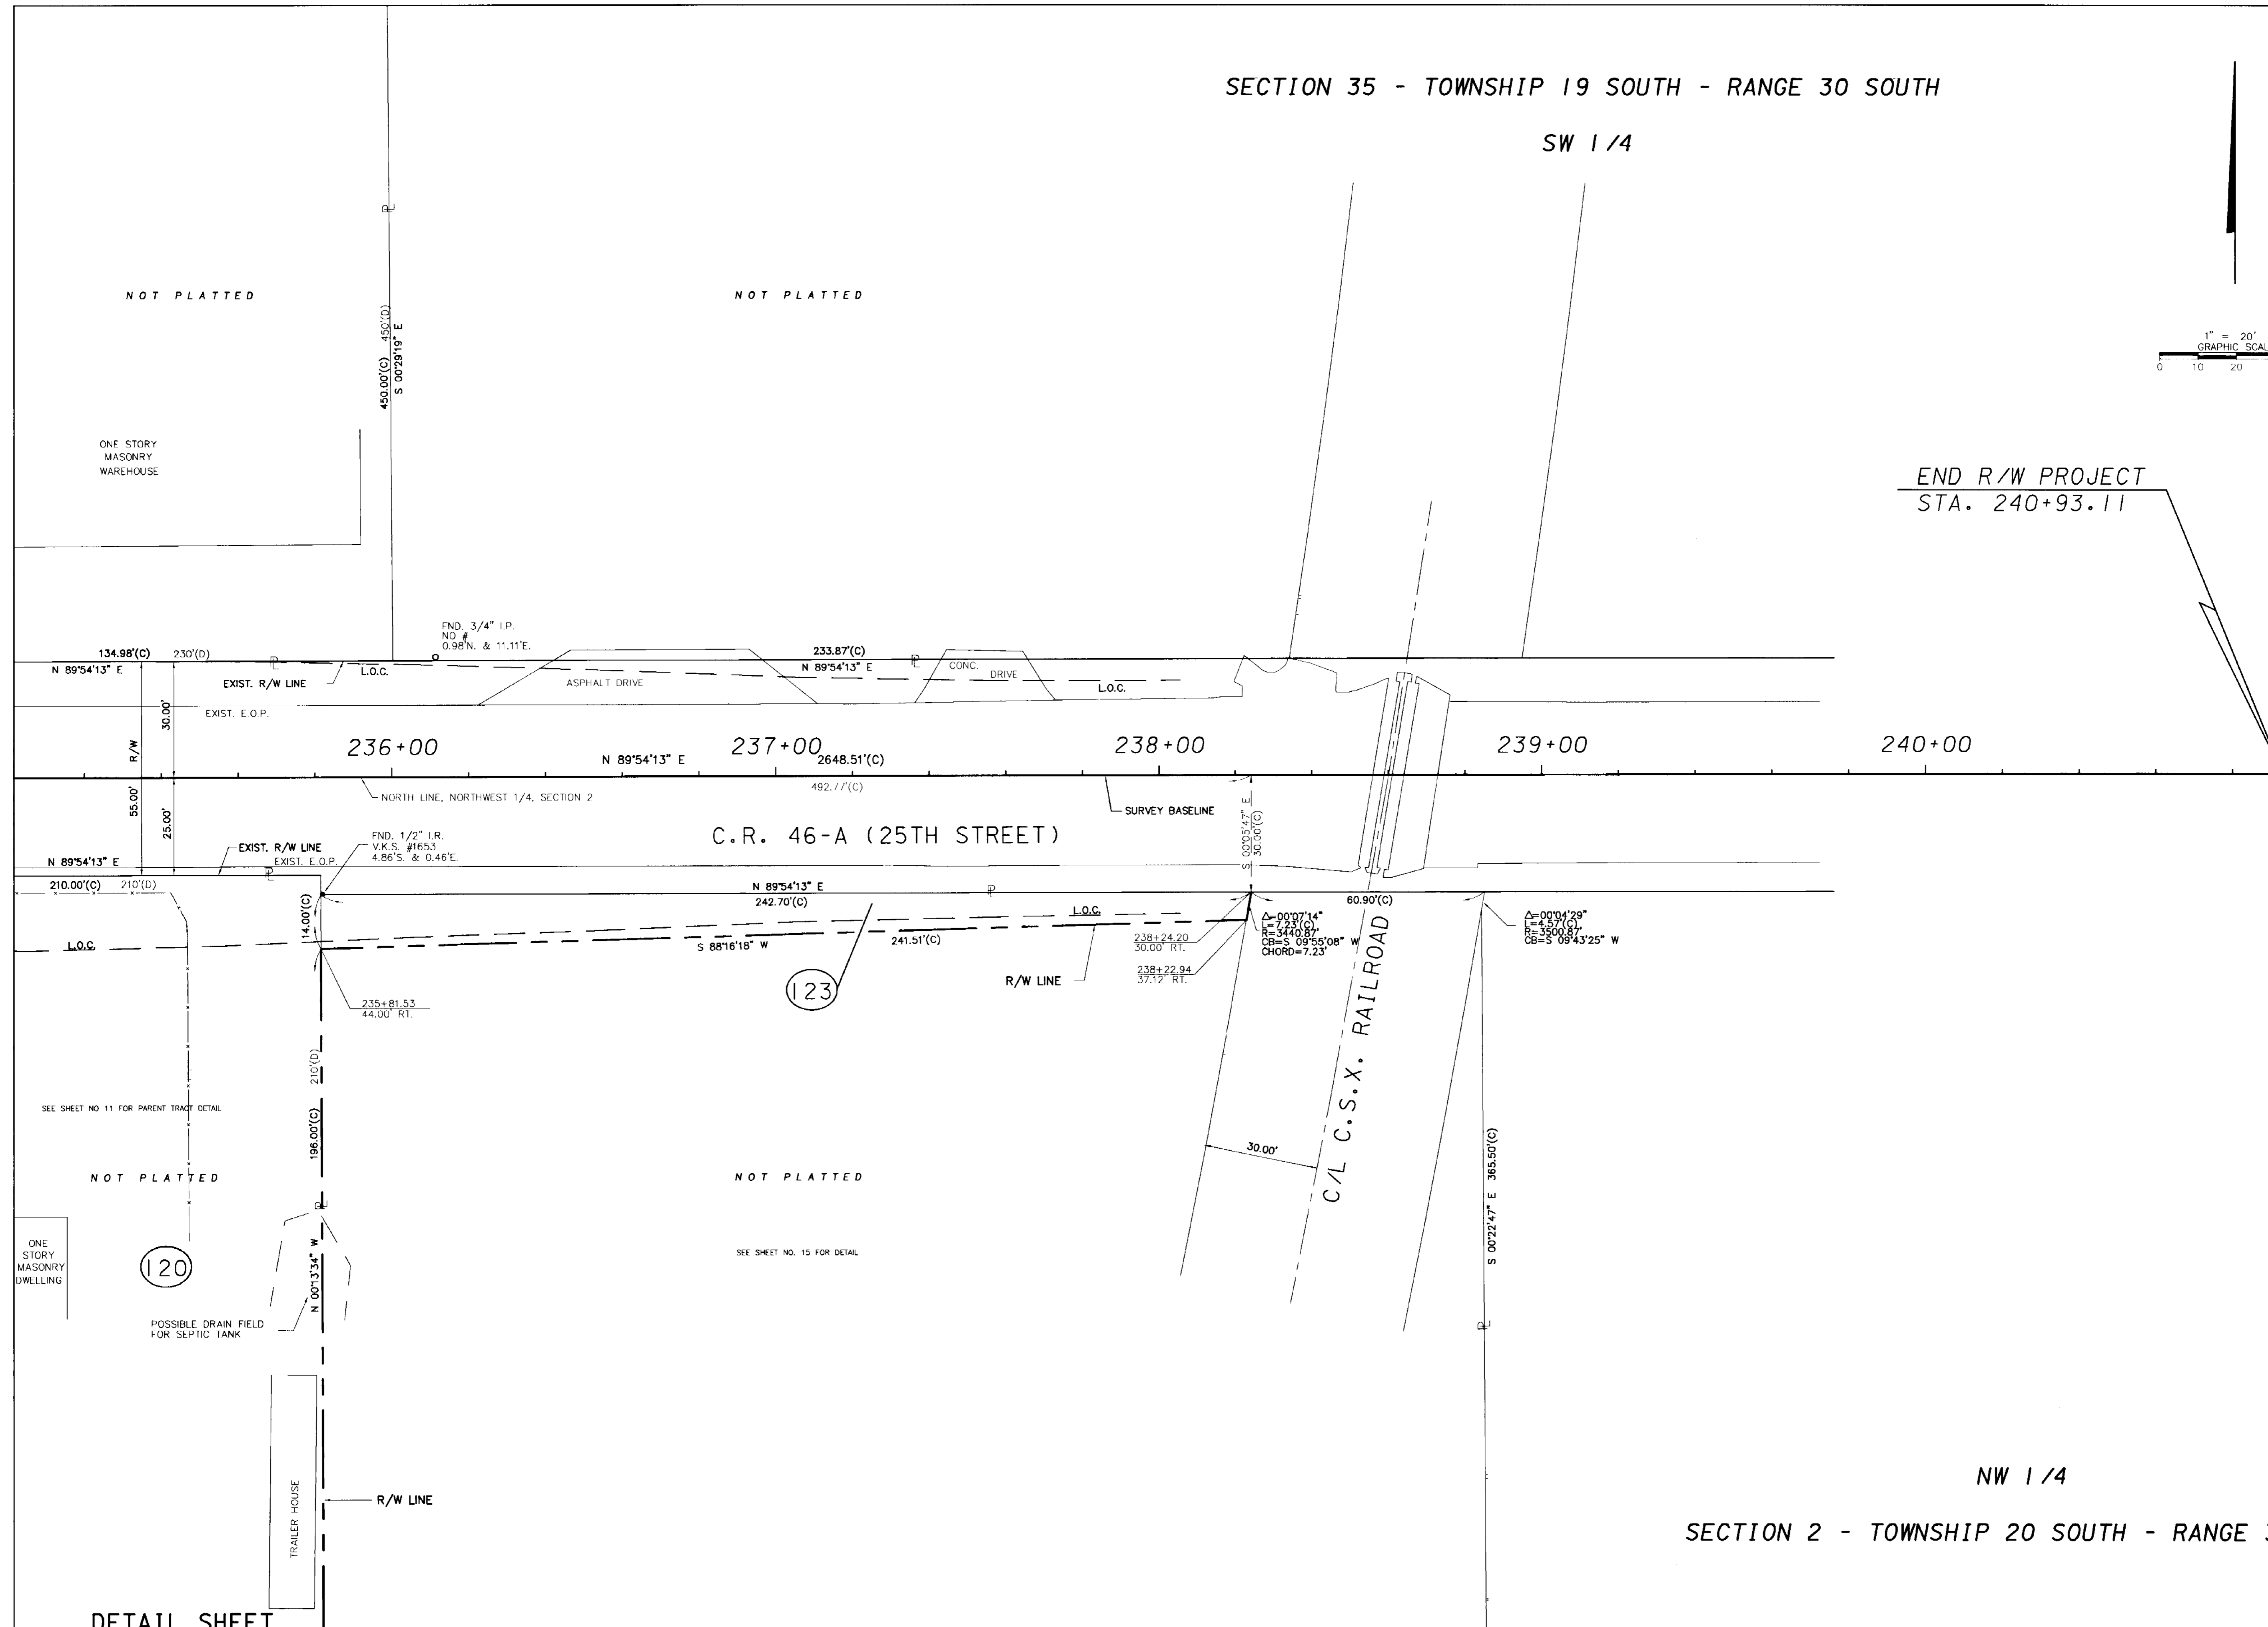 SECTION 35 - TOWNSHIP 19 SOUTH - RANGE 30 SOUTH
SW 1/4
NOT PLATTED
NOT PLATTED
450.00'(C) 450'(D)
S 00°29'19" E
1" = 20'
GRAPHIC SCAL
0 10 20
ONE STORY
MASONRY
WAREHOUSE
END R/W PROJECT
STA. 240+93.11
FND. 3/4" I.P.
NO #
0.98'N. & 11.11'E.
134.98'(C) 230'(D)
N 89°54'13" E
PL
EXIST. R/W LINE
L.O.C.
ASPHALT DRIVE
233.87'(C)
N 89°54'13" E
PL
CONC.
DRIVE
L.O.C.
EXIST. E.O.P.
30.00'
R/W
55.00'
25.00'
236+00
237+00
238+00
239+00
240+00
N 89°54'13" E 2648.51'(C)
492.77'(C)
NORTH LINE, NORTHWEST 1/4, SECTION 2
SURVEY BASELINE
C.R. 46-A (25TH STREET)
S 00°05'47" E
30.00'(C)
FND. 1/2" I.R.
V.K.S. #1653
4.86'S. & 0.46'E.
EXIST. R/W LINE
EXIST. E.O.P.
N 89°54'13" E
PL
210.00'(C) 210'(D)
14.00'(C)
N 89°54'13" E
242.70'(C)
PL
L.O.C.
L.O.C.
S 88°16'18" W
241.51'(C)
60.90'(C)
238+24.20
30.00' RT.
238+22.94
37.12' RT.
Δ=00°07'14"
L=7.23'(C)
R=3440.87'
CB=S 09°55'08" W
CHORD=7.23'
Δ=00°04'29"
L=4.57'(C)
R=3500.87'
CB=S 09°43'25" W
R/W LINE
123
235+81.53
44.00' RT.
C/L C.S.X. RAILROAD
30.00'
210'(D)
196.00'(C)
PL
N 00°13'34" W
SEE SHEET NO 11 FOR PARENT TRACT DETAIL
NOT PLATTED
NOT PLATTED
SEE SHEET NO. 15 FOR DETAIL
S 00°22'47" E 365.50'(C)
PL
ONE
STORY
MASONRY
DWELLING
120
POSSIBLE DRAIN FIELD
FOR SEPTIC TANK
TRAILER HOUSE
R/W LINE
NW 1/4
SECTION 2 - TOWNSHIP 20 SOUTH - RANGE
DETAIL SHEET